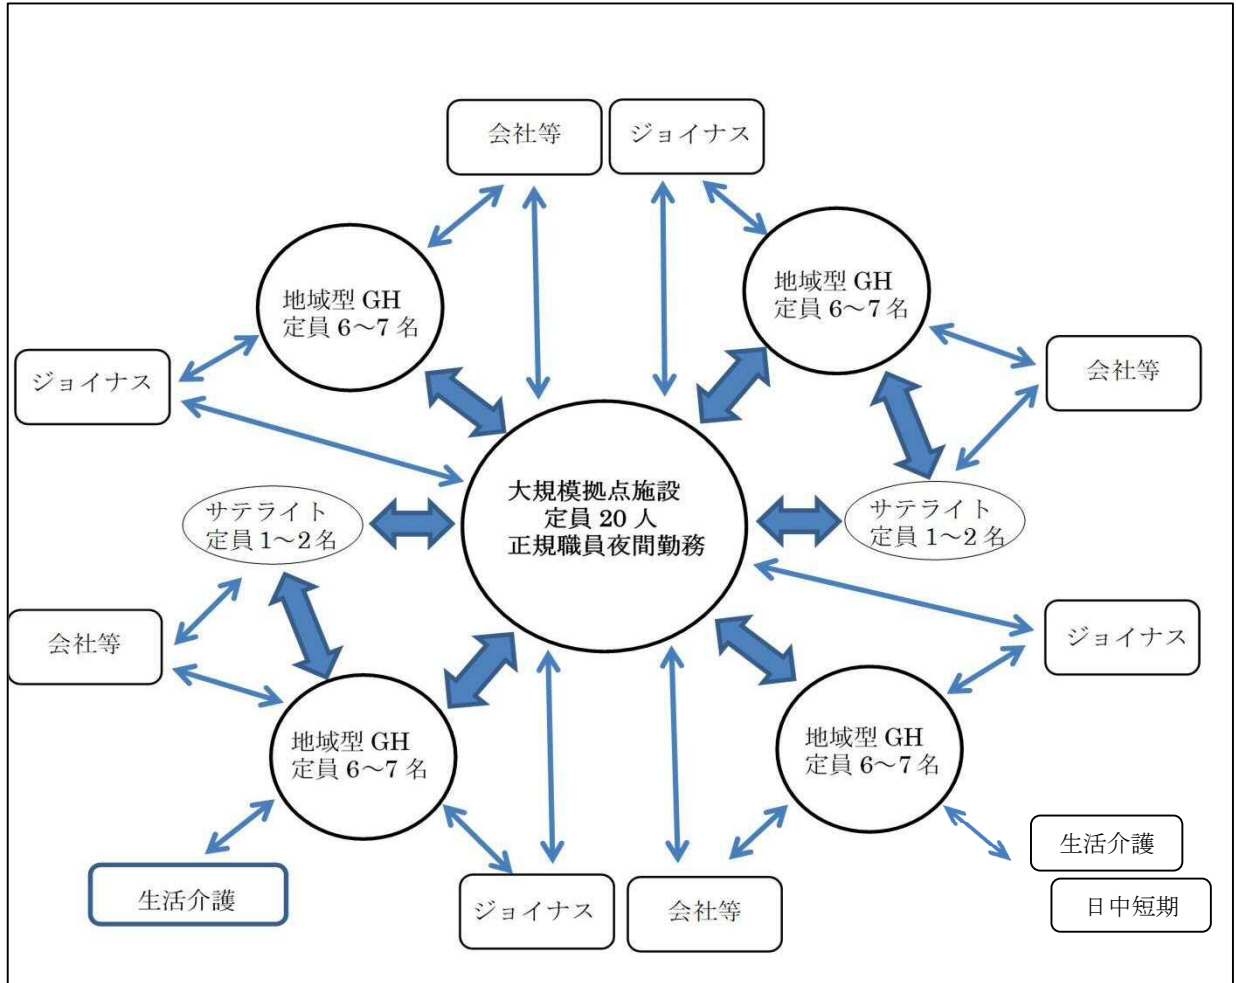 会社等
ジョイナス
地域型 GH
定員 6～7 名
地域型 GH
定員 6～7 名
ジョイナス
会社等
大規模拠点施設
定員 20 人
正規職員夜間勤務
サテライト
定員 1～2 名
サテライト
定員 1～2 名
会社等
ジョイナス
地域型 GH
定員 6～7 名
地域型 GH
定員 6～7 名
生活介護
ジョイナス
会社等
生活介護
日中短期